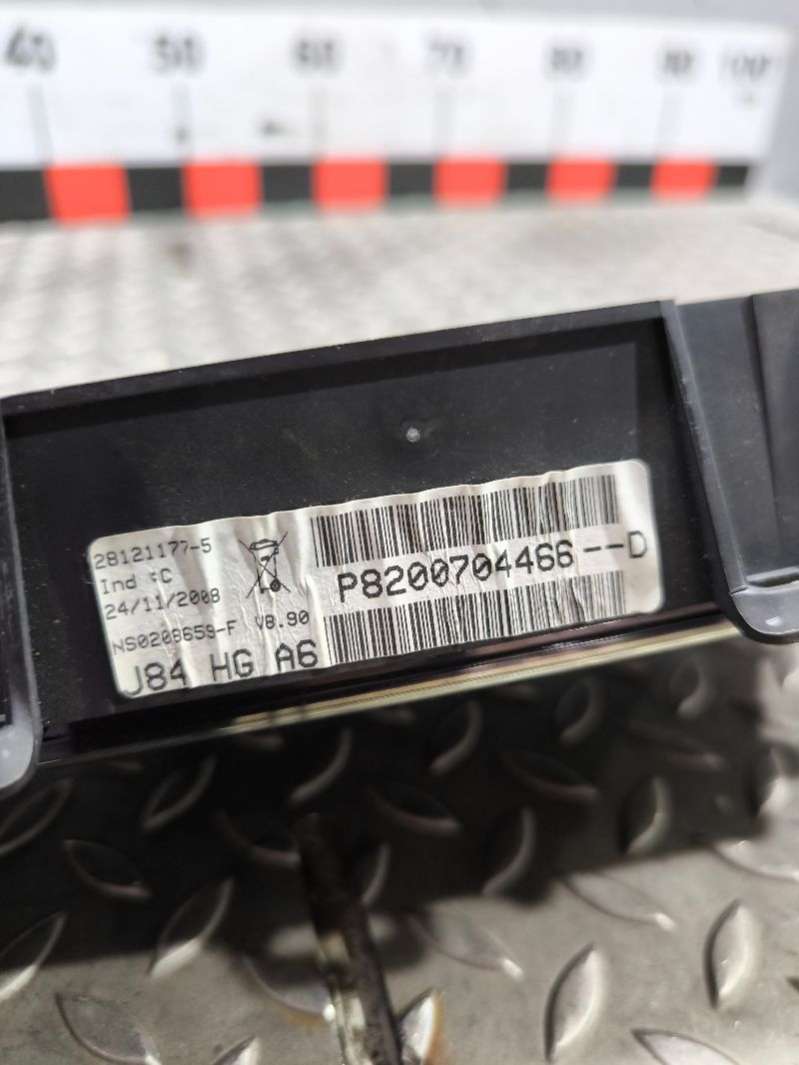 40 50 60 70 80 90 100
28121177-5
Ind :C
24/11/2008
NS0208659-F V8.90
J84 HG A6
P8200704466--D